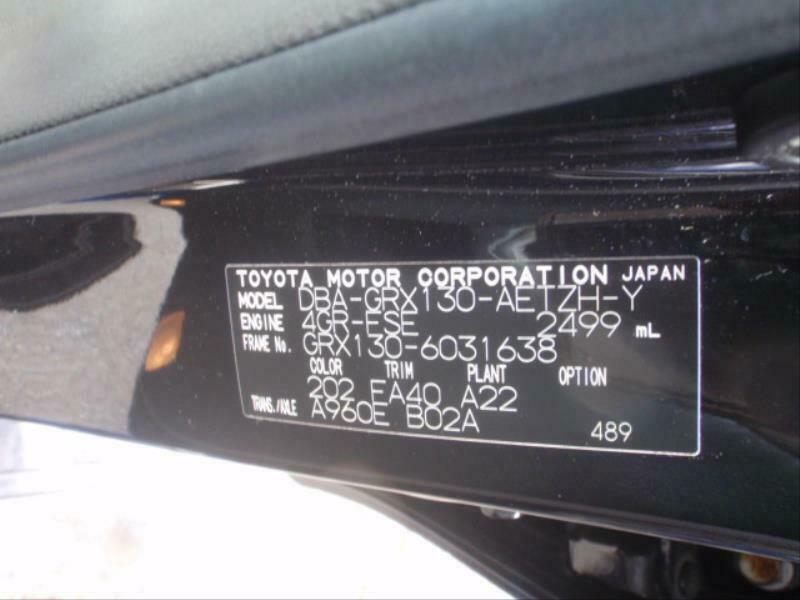 TOYOTA MOTOR CORPORATION JAPAN
MODEL DBA-GRX130-AETZH-Y
ENGINE 4GR-FSE 2499 mL
FRAME No. GRX130-6031638
COLOR TRIM PLANT OPTION
202 EA40 A22
TRANS./AXLE A960E B02A
489